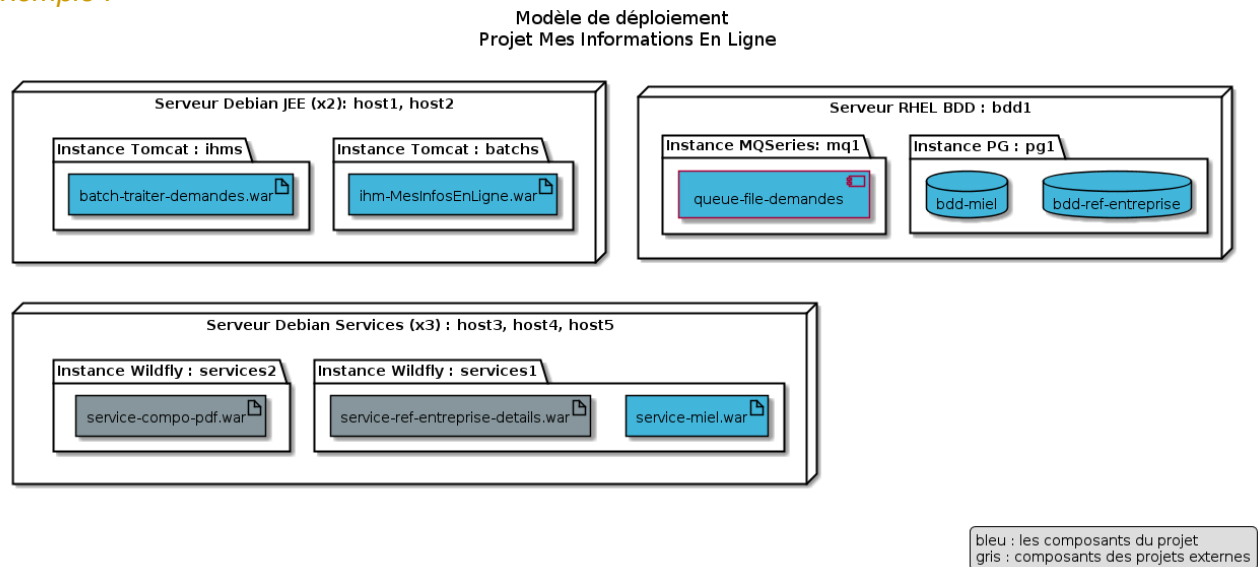 Modèle de déploiement
Projet Mes Informations En Ligne
Serveur Debian JEE (x2): host1, host2
Instance Tomcat : ihms
batch-traiter-demandes.war
Instance Tomcat : batchs
ihm-MesInfosEnLigne.war
Serveur RHEL BDD : bdd1
Instance MQSeries: mq1
queue-file-demandes
Instance PG : pg1
bdd-miel
bdd-ref-entreprise
Serveur Debian Services (x3) : host3, host4, host5
Instance Wildfly : services2
service-compo-pdf.war
Instance Wildfly : services1
service-ref-entreprise-details.war
service-miel.war
bleu : les composants du projet
gris : composants des projets externes